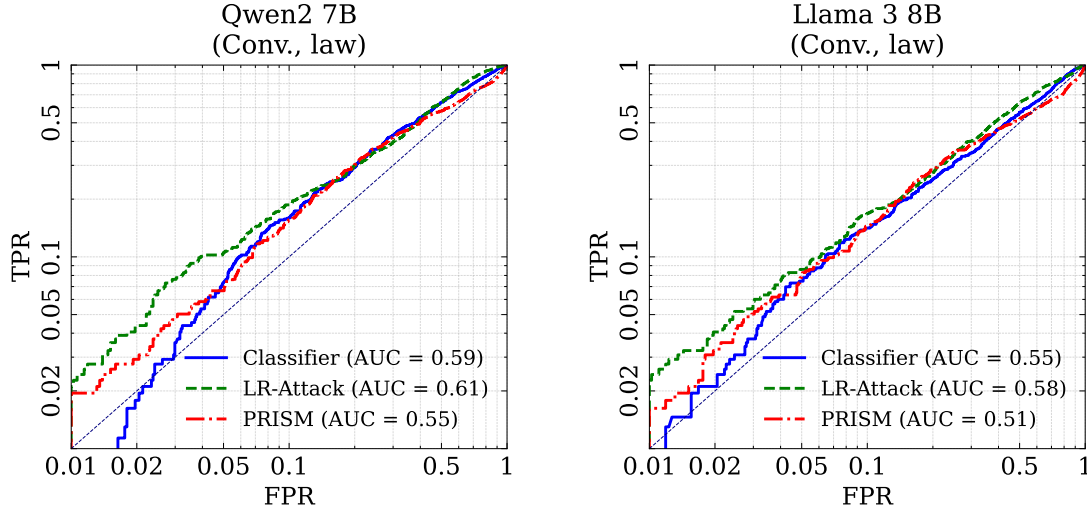 Qwen2 7B
(Conv., law)
1
0.5
0.1
0.05
0.02
TPR
0.01
0.02
0.05
0.1
0.5
1
FPR
Classifier (AUC = 0.59)
LR-Attack (AUC = 0.61)
PRISM (AUC = 0.55)
Llama 3 8B
(Conv., law)
1
0.5
0.1
0.05
0.02
TPR
0.01
0.02
0.05
0.1
0.5
1
FPR
Classifier (AUC = 0.55)
LR-Attack (AUC = 0.58)
PRISM (AUC = 0.51)